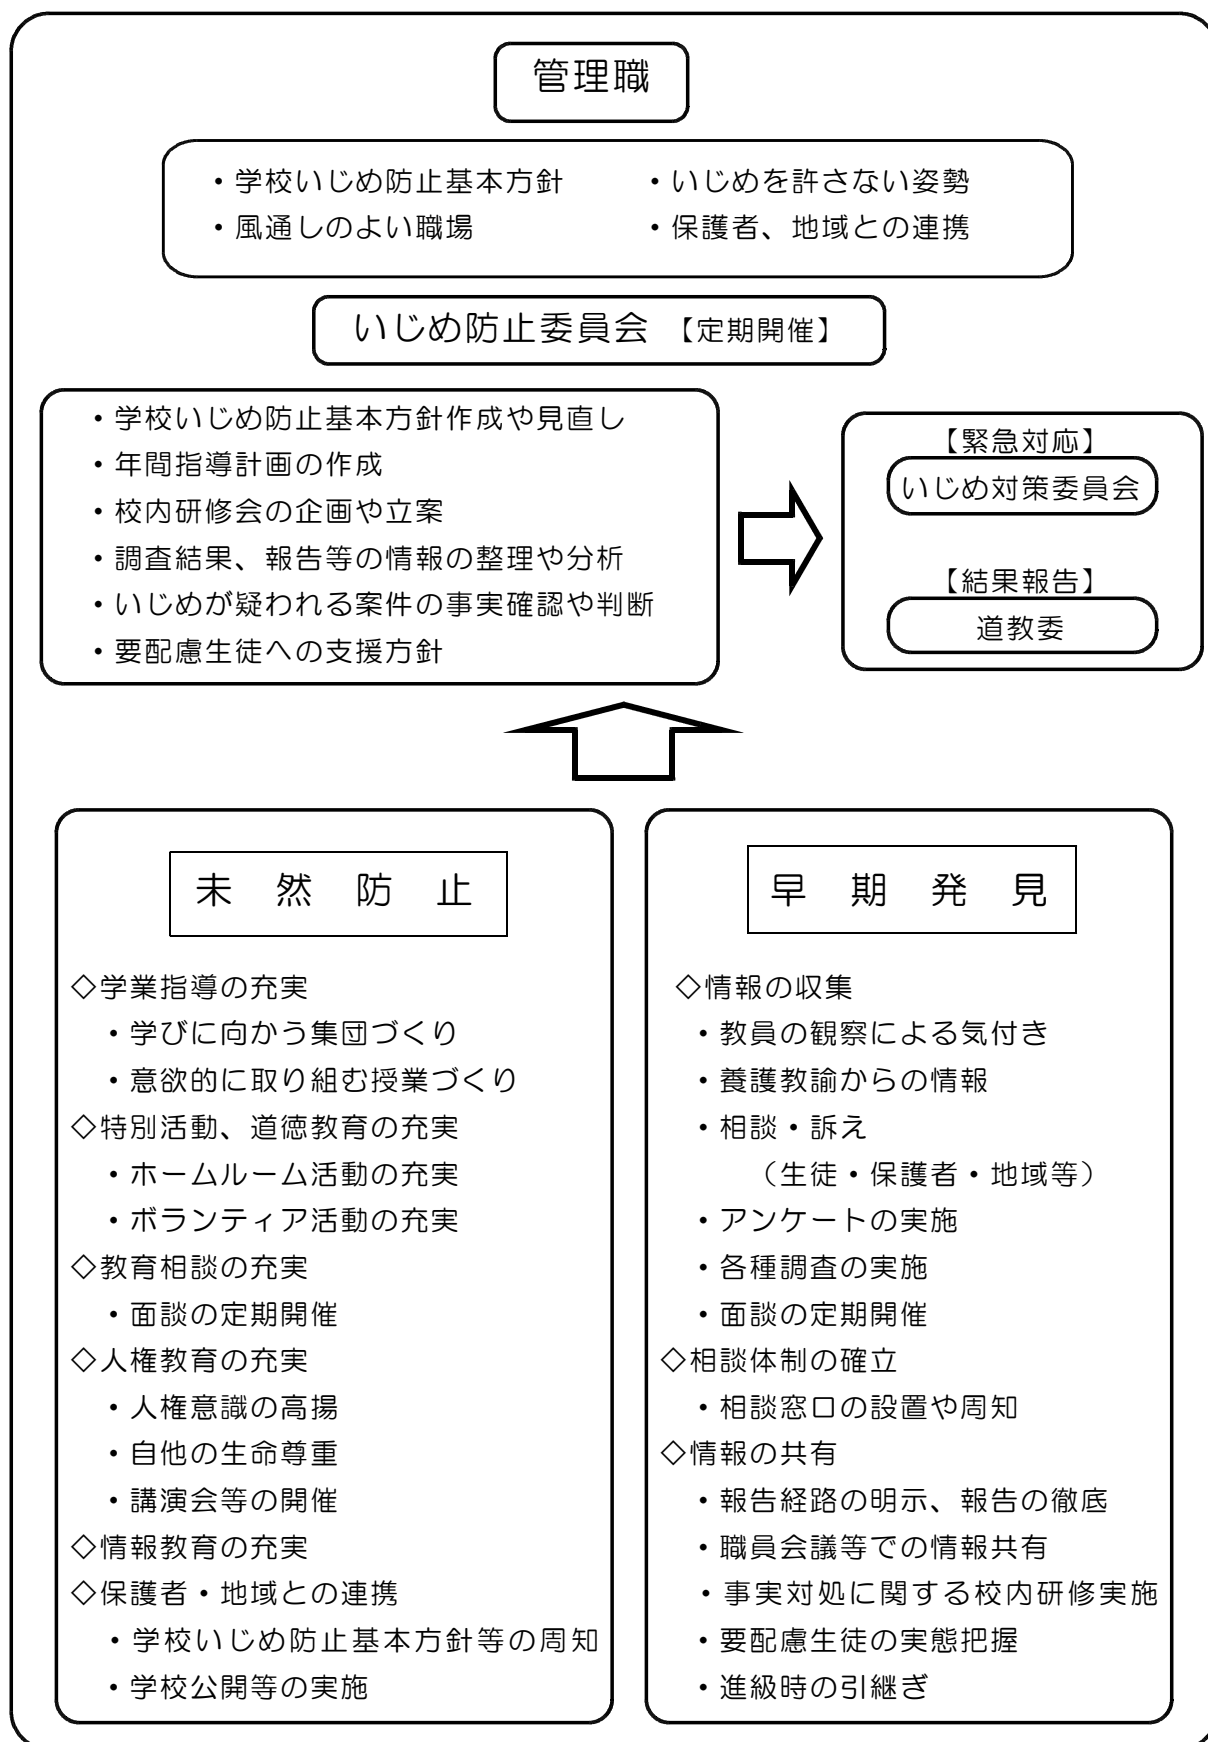 管理職
・学校いじめ防止基本方針　・いじめを許さない姿勢
・風通しのよい職場　・保護者、地域との連携
いじめ防止委員会 【定期開催】
・学校いじめ防止基本方針作成や見直し
・年間指導計画の作成
・校内研修会の企画や立案
・調査結果、報告等の情報の整理や分析
・いじめが疑われる案件の事実確認や判断
・要配慮生徒への支援方針
【緊急対応】
いじめ対策委員会
【結果報告】
道教委
未 然 防 止
◇学業指導の充実
・学びに向かう集団づくり
・意欲的に取り組む授業づくり
◇特別活動、道徳教育の充実
・ホームルーム活動の充実
・ボランティア活動の充実
◇教育相談の充実
・面談の定期開催
◇人権教育の充実
・人権意識の高揚
・自他の生命尊重
・講演会等の開催
◇情報教育の充実
◇保護者・地域との連携
・学校いじめ防止基本方針等の周知
・学校公開等の実施
早 期 発 見
◇情報の収集
・教員の観察による気付き
・養護教諭からの情報
・相談・訴え
（生徒・保護者・地域等）
・アンケートの実施
・各種調査の実施
・面談の定期開催
◇相談体制の確立
・相談窓口の設置や周知
◇情報の共有
・報告経路の明示、報告の徹底
・職員会議等での情報共有
・事実対処に関する校内研修実施
・要配慮生徒の実態把握
・進級時の引継ぎ